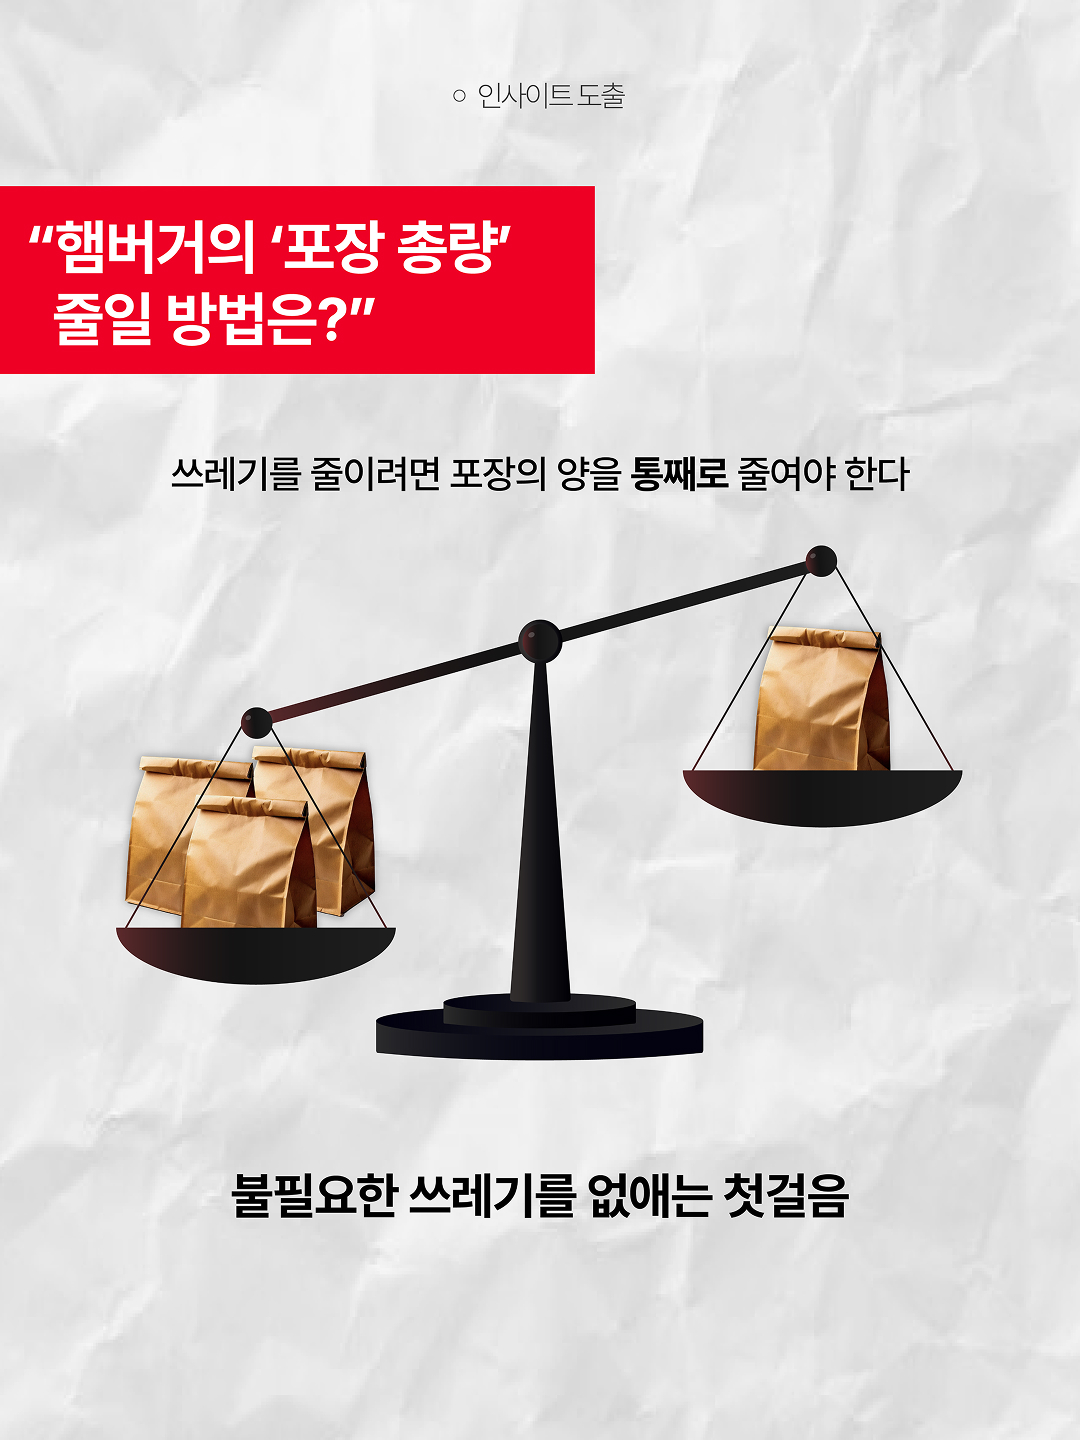 ○ 인사이트 도출
“햄버거의 ‘포장 총량’
줄일 방법은?”
쓰레기를 줄이려면 포장의 양을 통째로 줄여야 한다
불필요한 쓰레기를 없애는 첫걸음